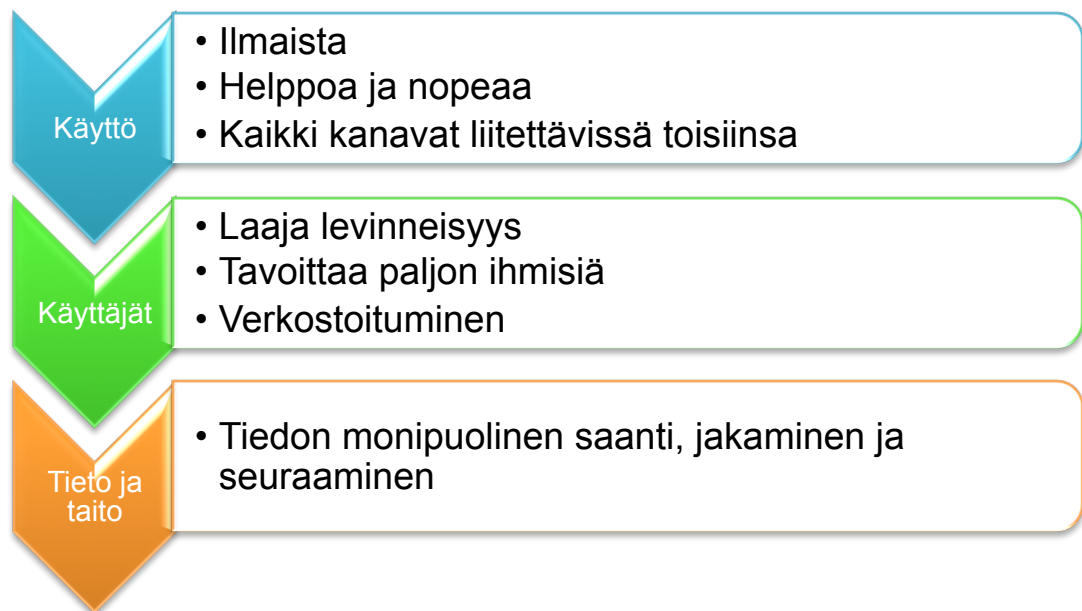 Käyttö
• Ilmaista
• Helppoa ja nopeaa
• Kaikki kanavat liitettävissä toisiinsa
Käyttäjät
• Laaja levinneisyys
• Tavoittaa paljon ihmisiä
• Verkostoituminen
Tieto ja
taito
• Tiedon monipuolinen saanti, jakaminen ja
seuraaminen